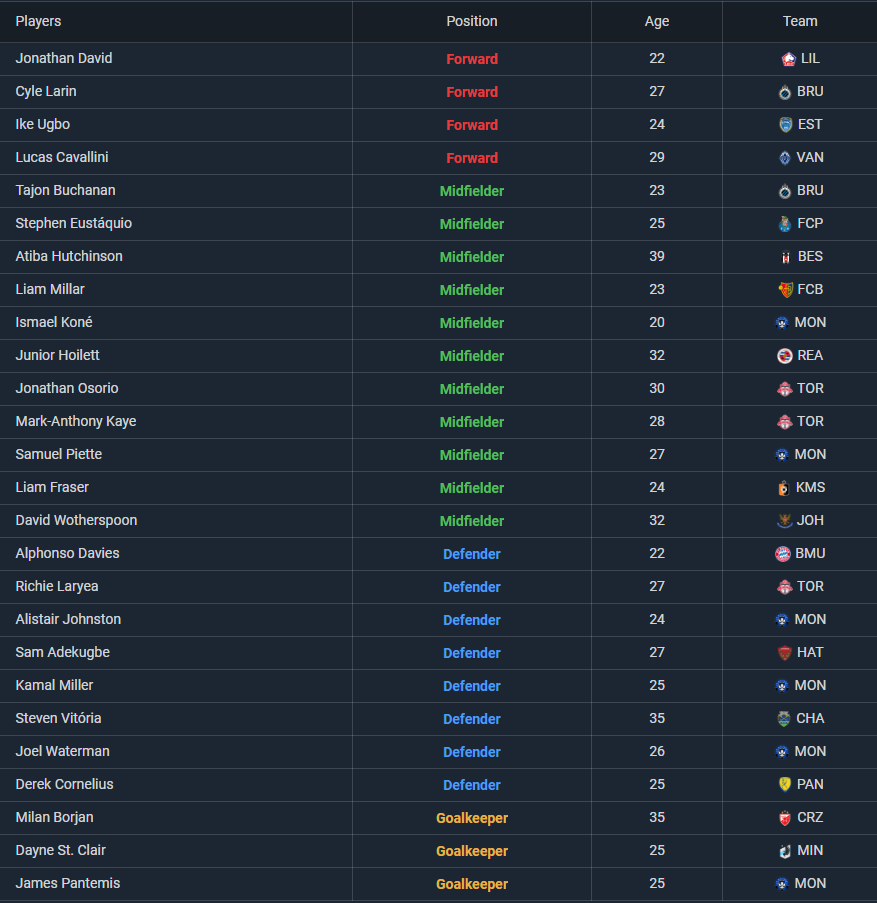 Players Position Age Team
Jonathan David Forward 22 LIL
Cyle Larin Forward 27 BRU
Ike Ugbo Forward 24 EST
Lucas Cavallini Forward 29 VAN
Tajon Buchanan Midfielder 23 BRU
Stephen Eustáquio Midfielder 25 FCP
Atiba Hutchinson Midfielder 39 BES
Liam Millar Midfielder 23 FCB
Ismael Koné Midfielder 20 MON
Junior Hoilett Midfielder 32 REA
Jonathan Osorio Midfielder 30 TOR
Mark-Anthony Kaye Midfielder 28 TOR
Samuel Piette Midfielder 27 MON
Liam Fraser Midfielder 24 KMS
David Wotherspoon Midfielder 32 JOH
Alphonso Davies Defender 22 BMU
Richie Laryea Defender 27 TOR
Alistair Johnston Defender 24 MON
Sam Adekugbe Defender 27 HAT
Kamal Miller Defender 25 MON
Steven Vitória Defender 35 CHA
Joel Waterman Defender 26 MON
Derek Cornelius Defender 25 PAN
Milan Borjan Goalkeeper 35 CRZ
Dayne St. Clair Goalkeeper 25 MIN
James Pantemis Goalkeeper 25 MON